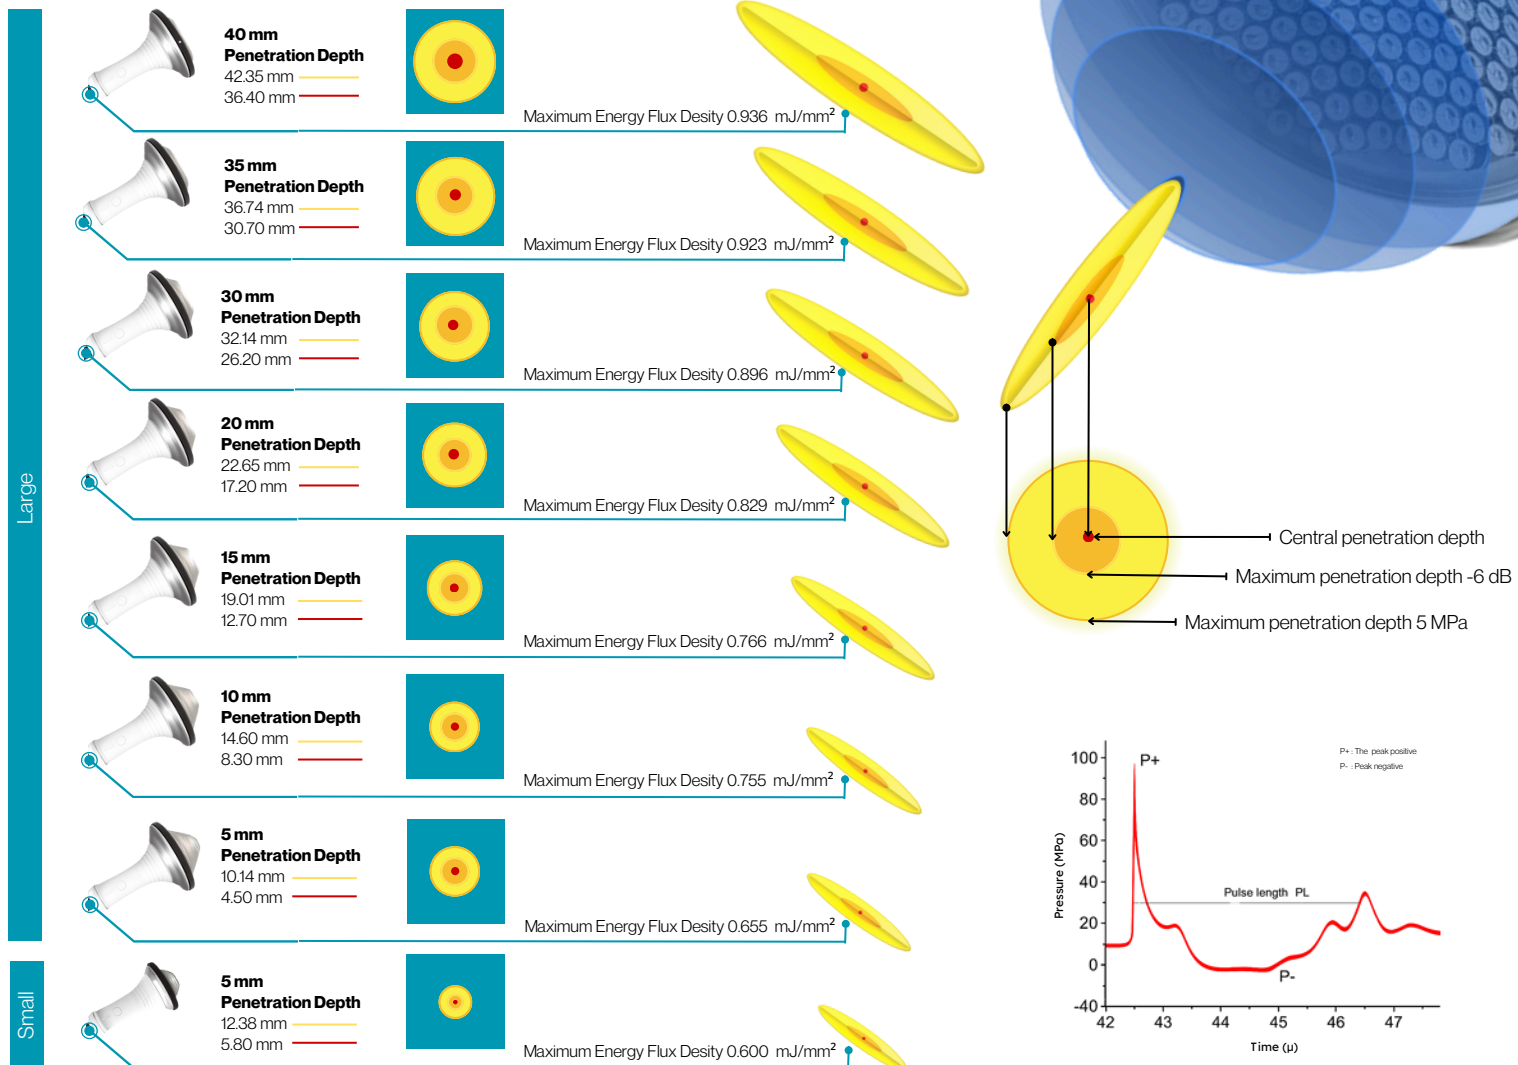 Large
40 mm
Penetration Depth
42.35 mm
36.40 mm
Maximum Energy Flux Desity 0.936 mJ/mm²
35 mm
Penetration Depth
36.74 mm
30.70 mm
Maximum Energy Flux Desity 0.923 mJ/mm²
30 mm
Penetration Depth
32.14 mm
26.20 mm
Maximum Energy Flux Desity 0.896 mJ/mm²
20 mm
Penetration Depth
22.65 mm
17.20 mm
Maximum Energy Flux Desity 0.829 mJ/mm²
15 mm
Penetration Depth
19.01 mm
12.70 mm
Maximum Energy Flux Desity 0.766 mJ/mm²
10 mm
Penetration Depth
14.60 mm
8.30 mm
Maximum Energy Flux Desity 0.755 mJ/mm²
5 mm
Penetration Depth
10.14 mm
4.50 mm
Maximum Energy Flux Desity 0.655 mJ/mm²
Small
5 mm
Penetration Depth
12.38 mm
5.80 mm
Maximum Energy Flux Desity 0.600 mJ/mm²
Central penetration depth
Maximum penetration depth -6 dB
Maximum penetration depth 5 MPa
P+ : The peak positive
P- : Peak negative
P+
Pulse length PL
P-
Pressure (MPa)
100
80
60
40
20
0
-40
42 43 44 45 46 47
Time (μ)